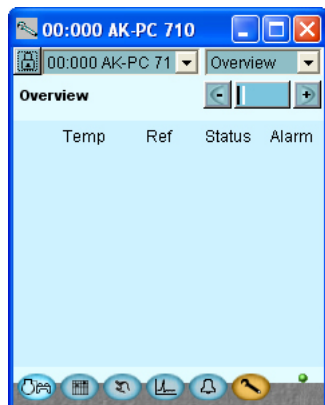 00:000 AK-PC 710
00:000 AK-PC 71 Overview
Overview
Temp Ref Status Alarm